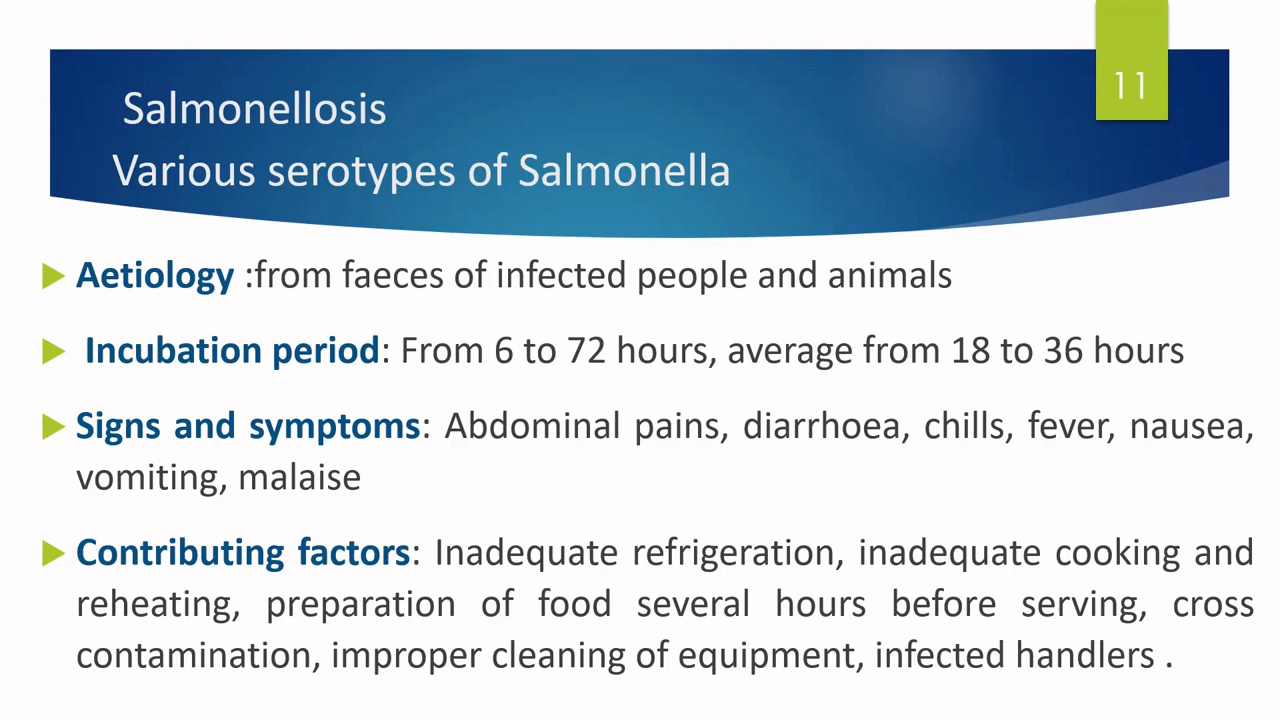 11
Salmonellosis
Various serotypes of Salmonella
Aetiology :from faeces of infected people and animals
Incubation period: From 6 to 72 hours, average from 18 to 36 hours
Signs and symptoms: Abdominal pains, diarrhoea, chills, fever, nausea,
vomiting, malaise
Contributing factors: Inadequate refrigeration, inadequate cooking and
reheating, preparation of food several hours before serving, cross
contamination, improper cleaning of equipment, infected handlers .